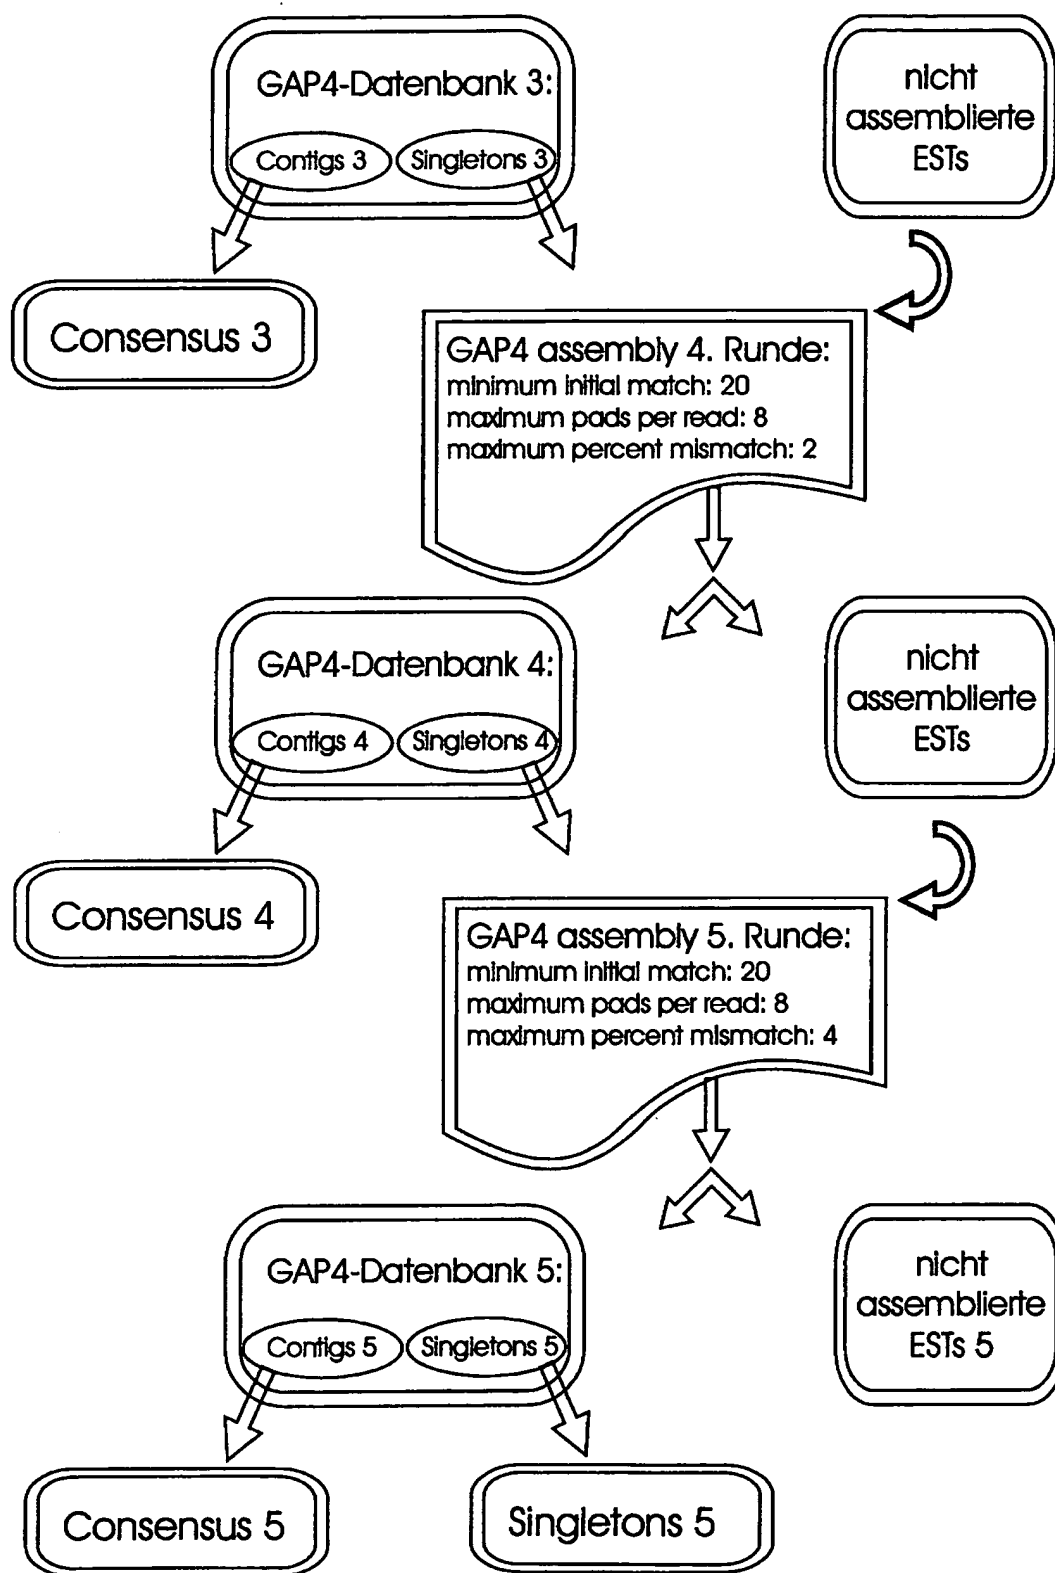 GAP4-Datenbank 3:
Contigs 3
Singletons 3
nicht
assemblierte
ESTs
Consensus 3
GAP4 assembly 4. Runde:
minimum initial match: 20
maximum pads per read: 8
maximum percent mismatch: 2
GAP4-Datenbank 4:
Contigs 4
Singletons 4
nicht
assemblierte
ESTs
Consensus 4
GAP4 assembly 5. Runde:
minimum initial match: 20
maximum pads per read: 8
maximum percent mismatch: 4
GAP4-Datenbank 5:
Contigs 5
Singletons 5
nicht
assemblierte
ESTs 5
Consensus 5
Singletons 5